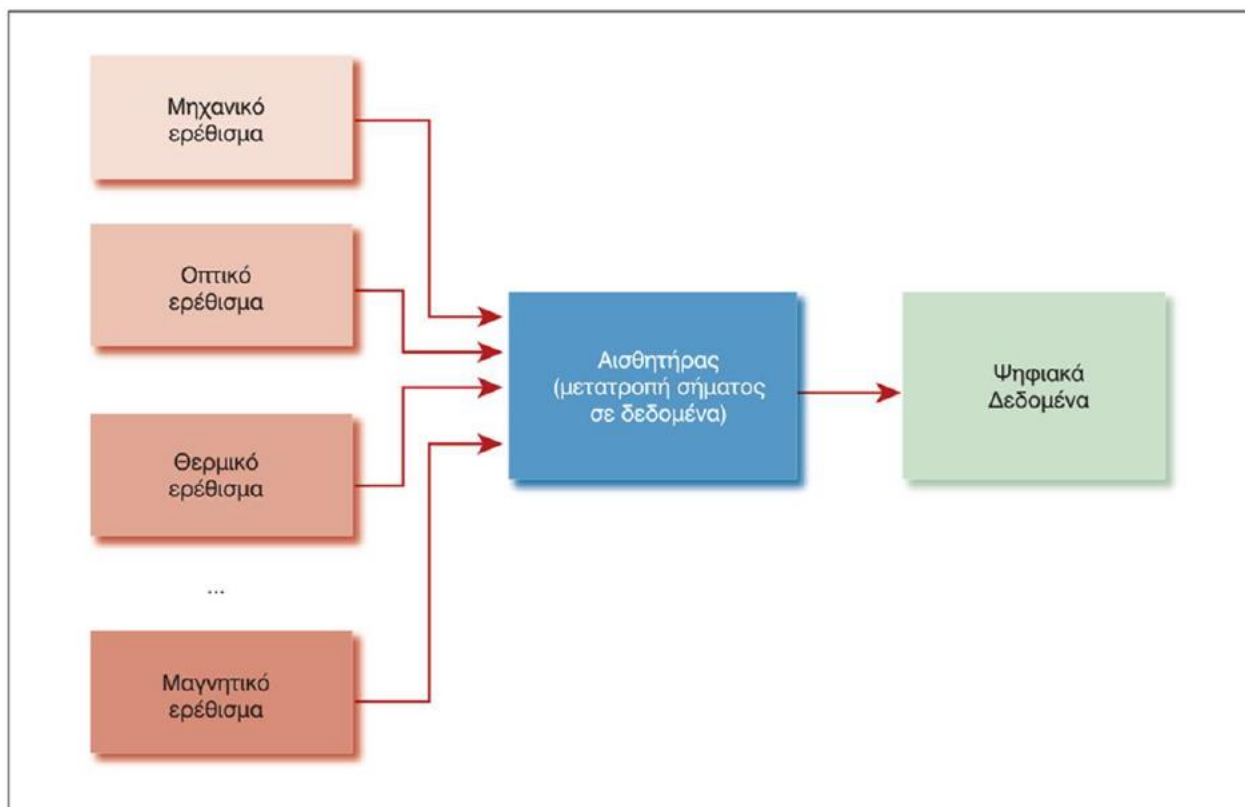 Μηχανικό
ερέθισμα
Οπτικό
ερέθισμα
Θερμικό
ερέθισμα
...
Μαγνητικό
ερέθισμα
Αισθητήρας
(μετατροπή σήματος
σε δεδομένα)
Ψηφιακά
Δεδομένα